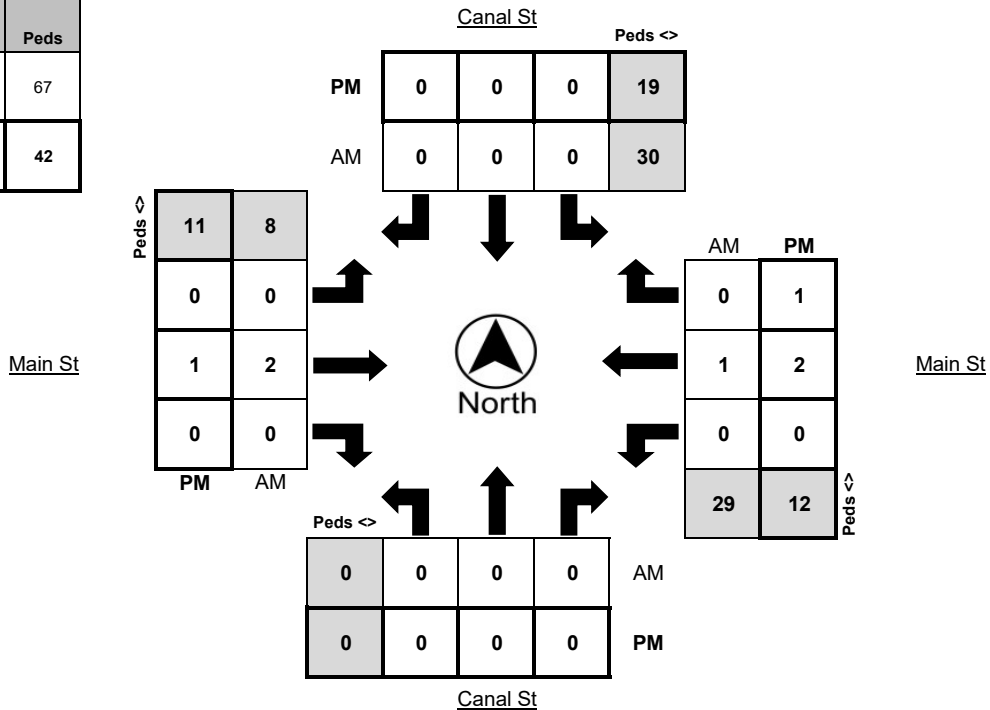 Canal St
Peds
Peds <>
67
PM 0 0 0 19
42
AM 0 0 0 30
Peds <>
11 8
AM PM
0 0
0 1
Main St
1 2
North
1 2
Main St
0 0
0 0
PM AM
29 12
Peds <>
Peds <>
0 0 0 0 AM
0 0 0 0 PM
Canal St